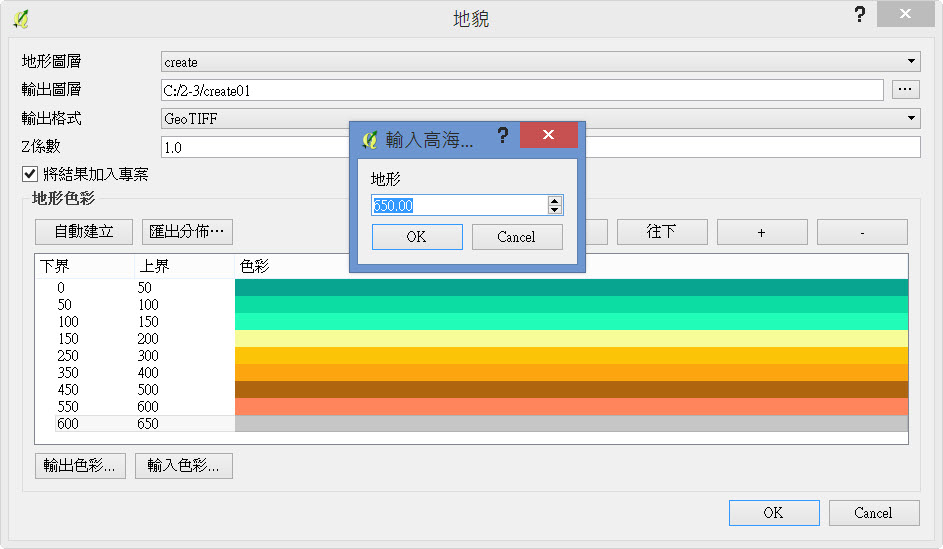 地貌
地形圖層 create
輸出圖層 C:/2-3/create01 ...
輸出格式 GeoTIFF
Z係數 1.0
將結果加入專案
地形色彩
自動建立 匯出分佈… 往下 + -
下界 上界 色彩
0 50
50 100
100 150
150 200
250 300
350 400
450 500
550 600
600 650
輸出色彩... 輸入色彩...
OK Cancel
輸入高海...
地形
650.00
OK Cancel